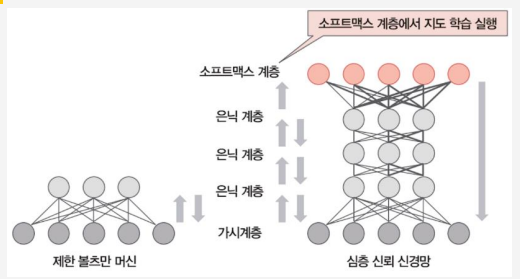 소프트맥스 계층에서 지도 학습 실행
소프트맥스 계층
은닉 계층
은닉 계층
은닉 계층
가시계층
제한 볼츠만 머신
심층 신뢰 신경망